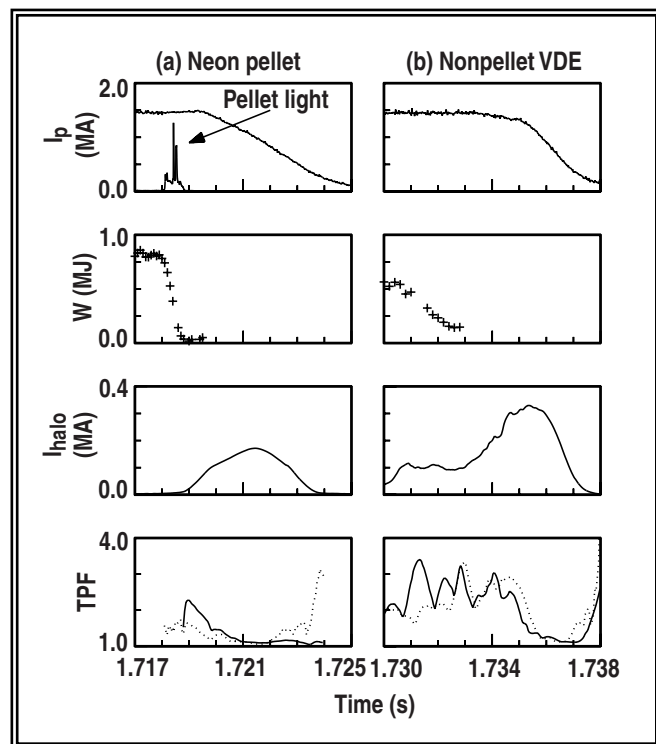 (a) Neon pellet
(b) Nonpellet VDE
2.0
Pellet light
Ip
(MA)
0.0
1.0
W (MJ)
0.0
0.4
Ihalo
(MA)
0.0
4.0
TPF
1.0
1.717 1.721 1.725
1.730 1.734 1.738
Time (s)